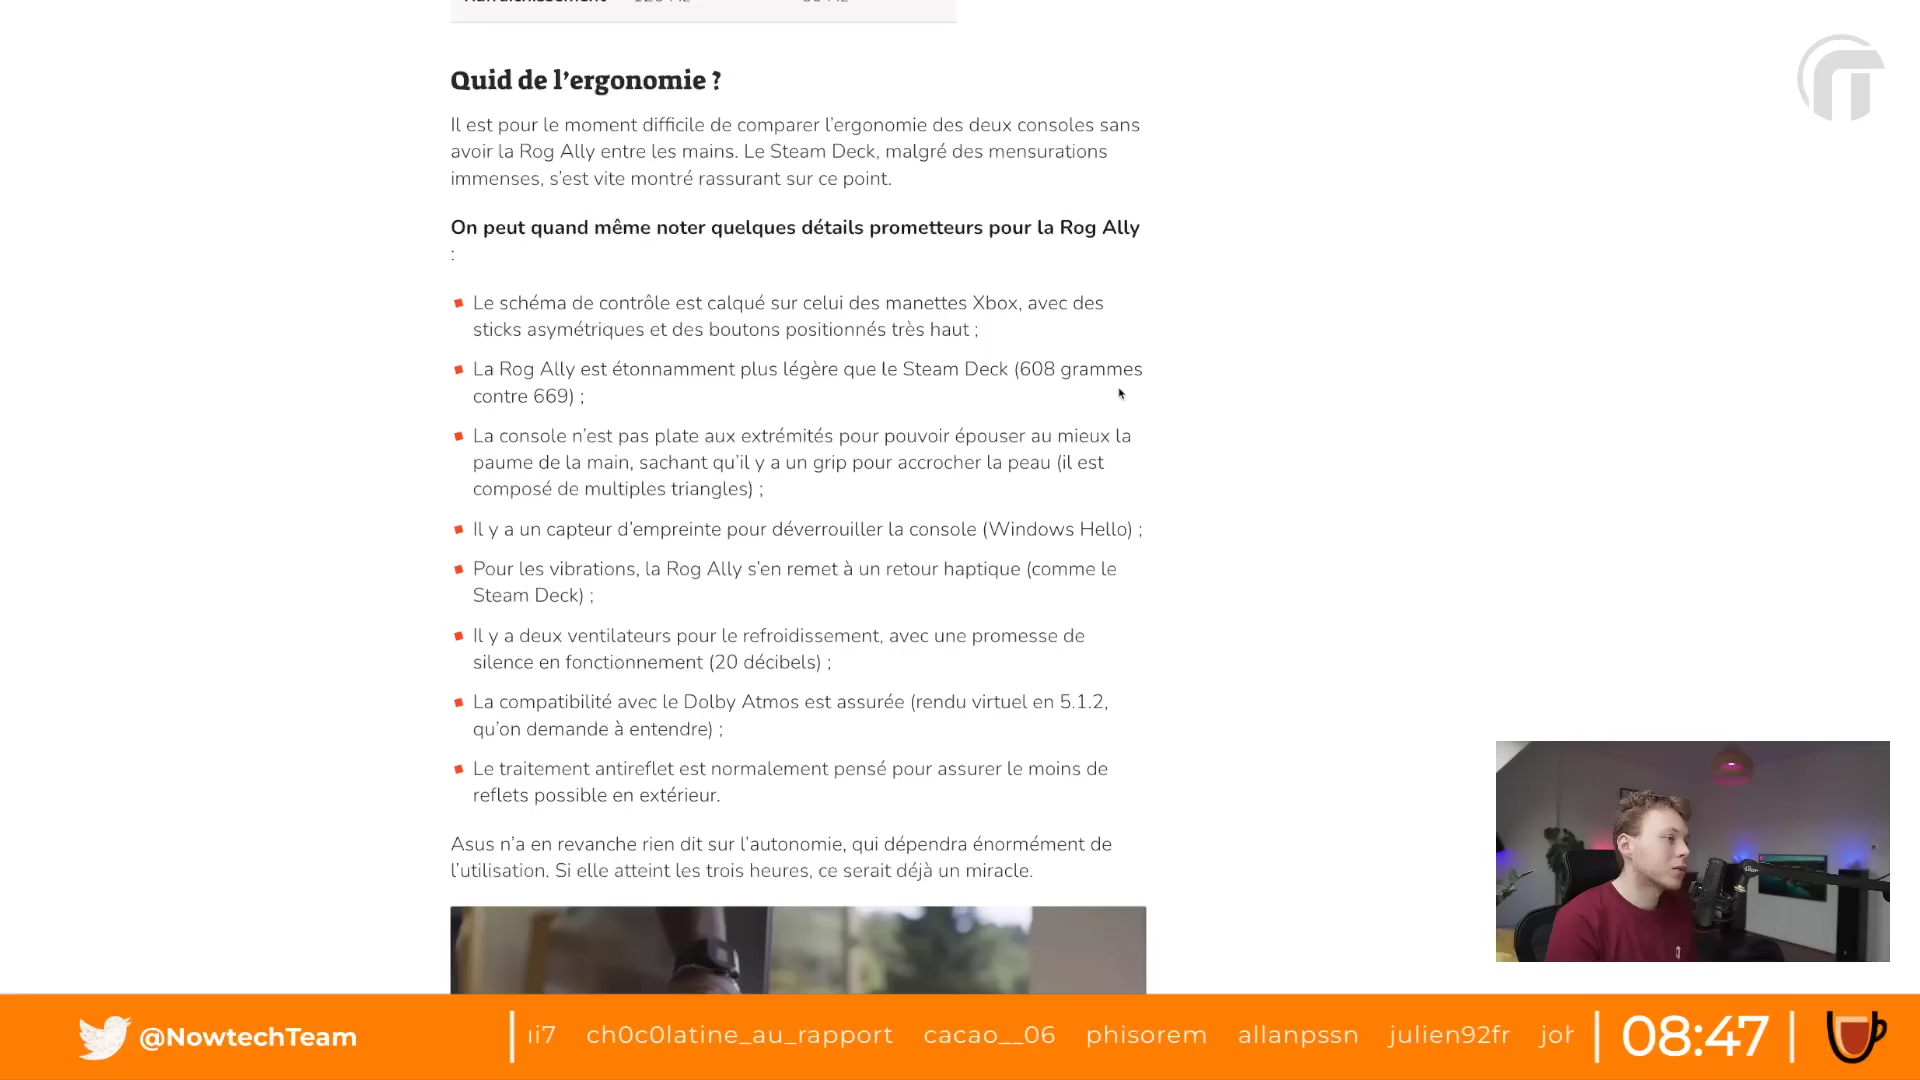 Quid de l’ergonomie ?
Il est pour le moment difficile de comparer l’ergonomie des deux consoles sans
avoir la Rog Ally entre les mains. Le Steam Deck, malgré des mensurations
immenses, s’est vite montré rassurant sur ce point.
On peut quand même noter quelques détails prometteurs pour la Rog Ally
:
Le schéma de contrôle est calqué sur celui des manettes Xbox, avec des
sticks asymétriques et des boutons positionnés très haut ;
La Rog Ally est étonnamment plus légère que le Steam Deck (608 grammes
contre 669) ;
La console n’est pas plate aux extrémités pour pouvoir épouser au mieux la
paume de la main, sachant qu’il y a un grip pour accrocher la peau (il est
composé de multiples triangles) ;
Il y a un capteur d’empreinte pour déverrouiller la console (Windows Hello) ;
Pour les vibrations, la Rog Ally s’en remet à un retour haptique (comme le
Steam Deck) ;
Il y a deux ventilateurs pour le refroidissement, avec une promesse de
silence en fonctionnement (20 décibels) ;
La compatibilité avec le Dolby Atmos est assurée (rendu virtuel en 5.1.2,
qu’on demande à entendre) ;
Le traitement antireflet est normalement pensé pour assurer le moins de
reflets possible en extérieur.
Asus n’a en revanche rien dit sur l’autonomie, qui dépendra énormément de
l’utilisation. Si elle atteint les trois heures, ce serait déjà un miracle.
@NowtechTeam
ch0c0latine_au_rapport cacao__06 phisorem allanpssn julien92fr
08:47